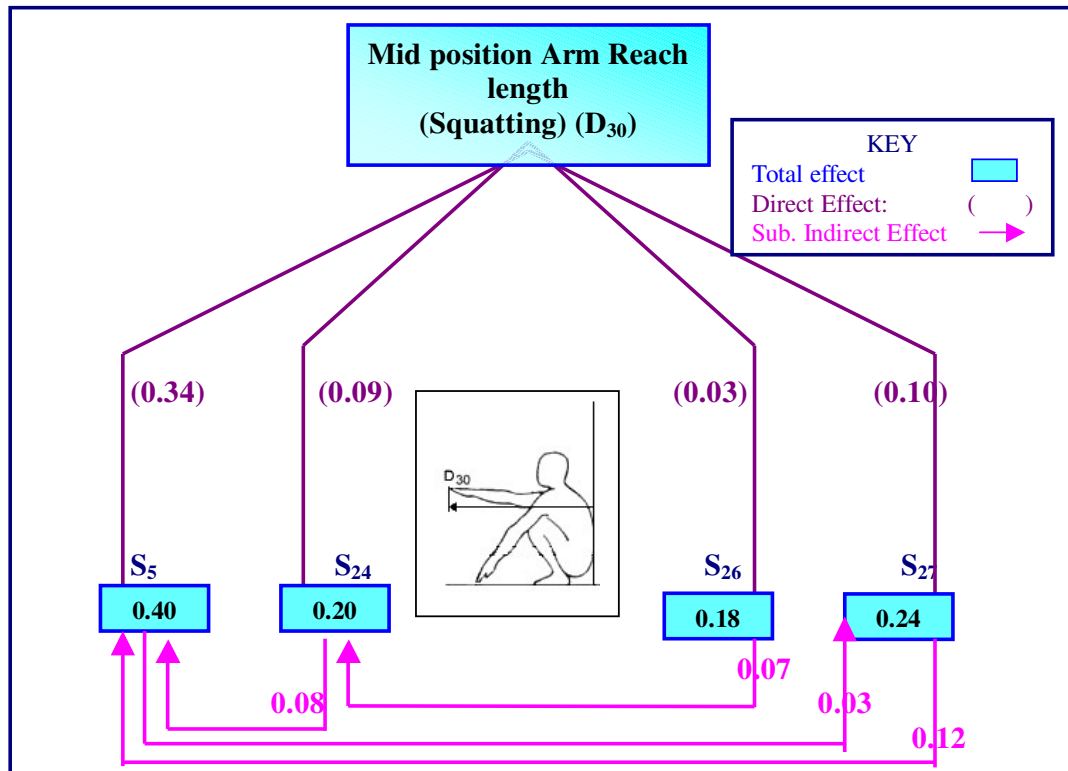 Mid position Arm Reach
length
(Squatting) (D₃₀)
KEY
Total effect
Direct Effect: ( )
Sub. Indirect Effect
(0.34) (0.09) (0.03) (0.10)
D₃₀
S₅ S₂₄ S₂₆ S₂₇
0.40 0.20 0.18 0.24
0.07
0.08 0.03
0.12